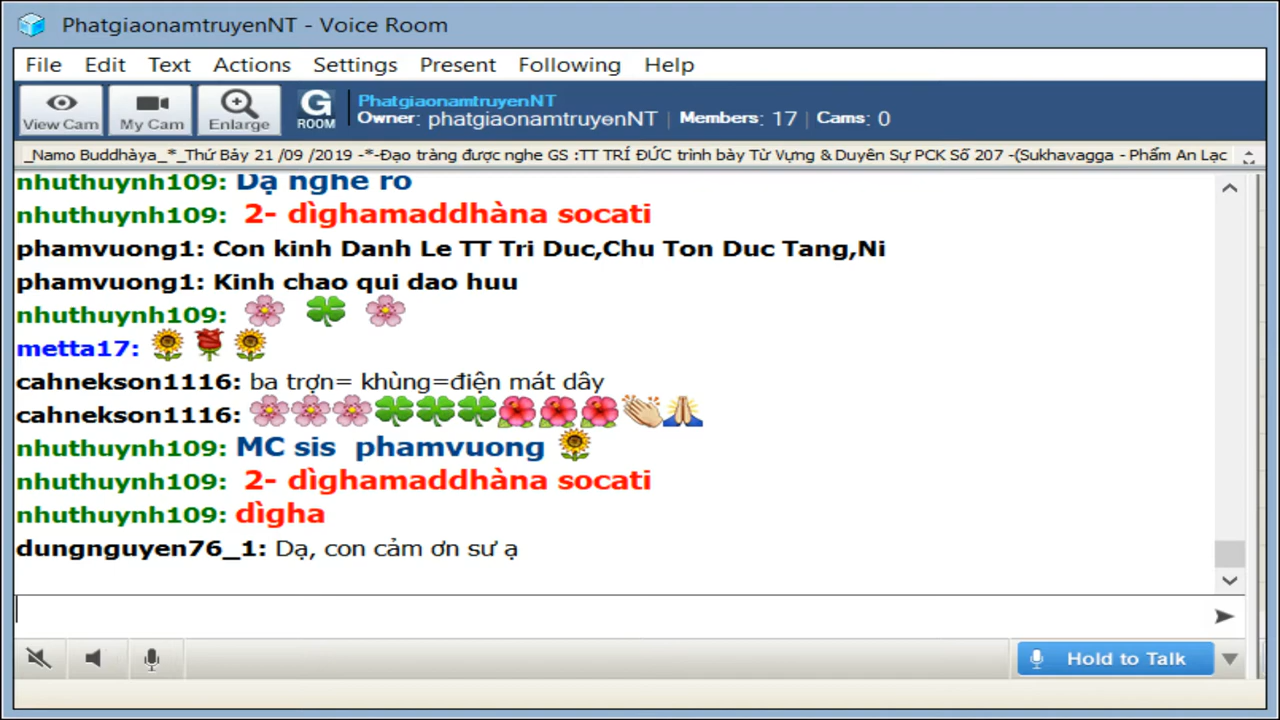 PhatgiaonamtruyenNT - Voice Room
File Edit Text Actions Settings Present Following Help
View Cam My Cam Enlarge G ROOM PhatgiaonamtruyenNT
Owner: phatgiaonamtruyenNT | Members: 17 | Cams: 0
_Namo Buddhàya_*_Thứ Bảy 21 /09 /2019 -*-Đạo tràng được nghe GS :TT TRÍ ĐỨC trình bày Từ Vựng & Duyên Sự PCK Số 207 -(Sukhavagga - Phẩm An Lạc
nhuthuynh109: Dạ nghe rõ
nhuthuynh109: 2- dìghamaddhàna socati
phamvuong1: Con kinh Danh Le TT Tri Duc,Chu Ton Duc Tang,Ni
phamvuong1: Kinh chao qui dao huu
nhuthuynh109:
metta17:
cahnekson1116: ba trợn= khùng=điện mát dây
cahnekson1116:
nhuthuynh109: MC sis phamvuong
nhuthuynh109: 2- dìghamaddhàna socati
nhuthuynh109: dìgha
dungnguyen76_1: Dạ, con cảm ơn sư ạ
Hold to Talk